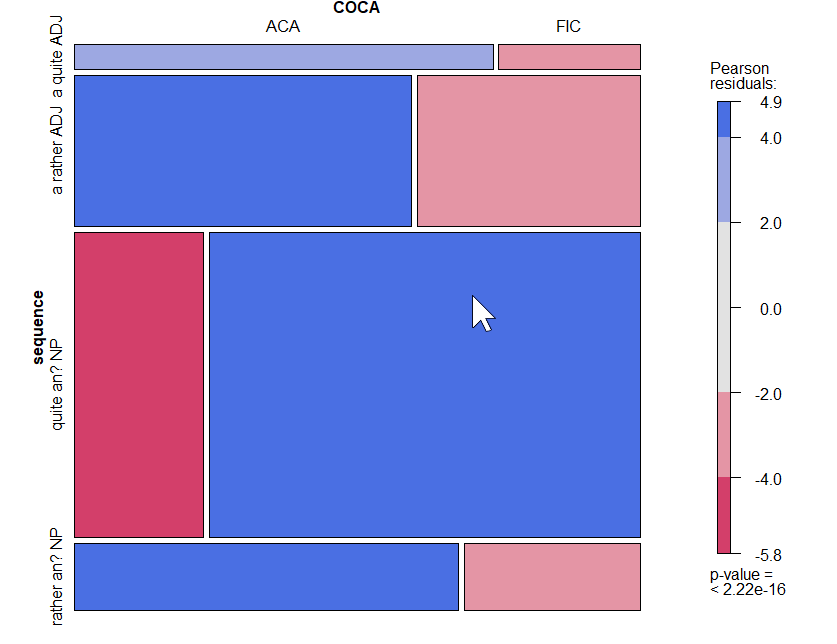 COCA
ACA
FIC
sequence
a quite ADJ
a rather ADJ
quite an? NP
rather an? NP
Pearson
residuals:
4.9
4.0
2.0
0.0
-2.0
-4.0
-5.8
p-value =
< 2.22e-16